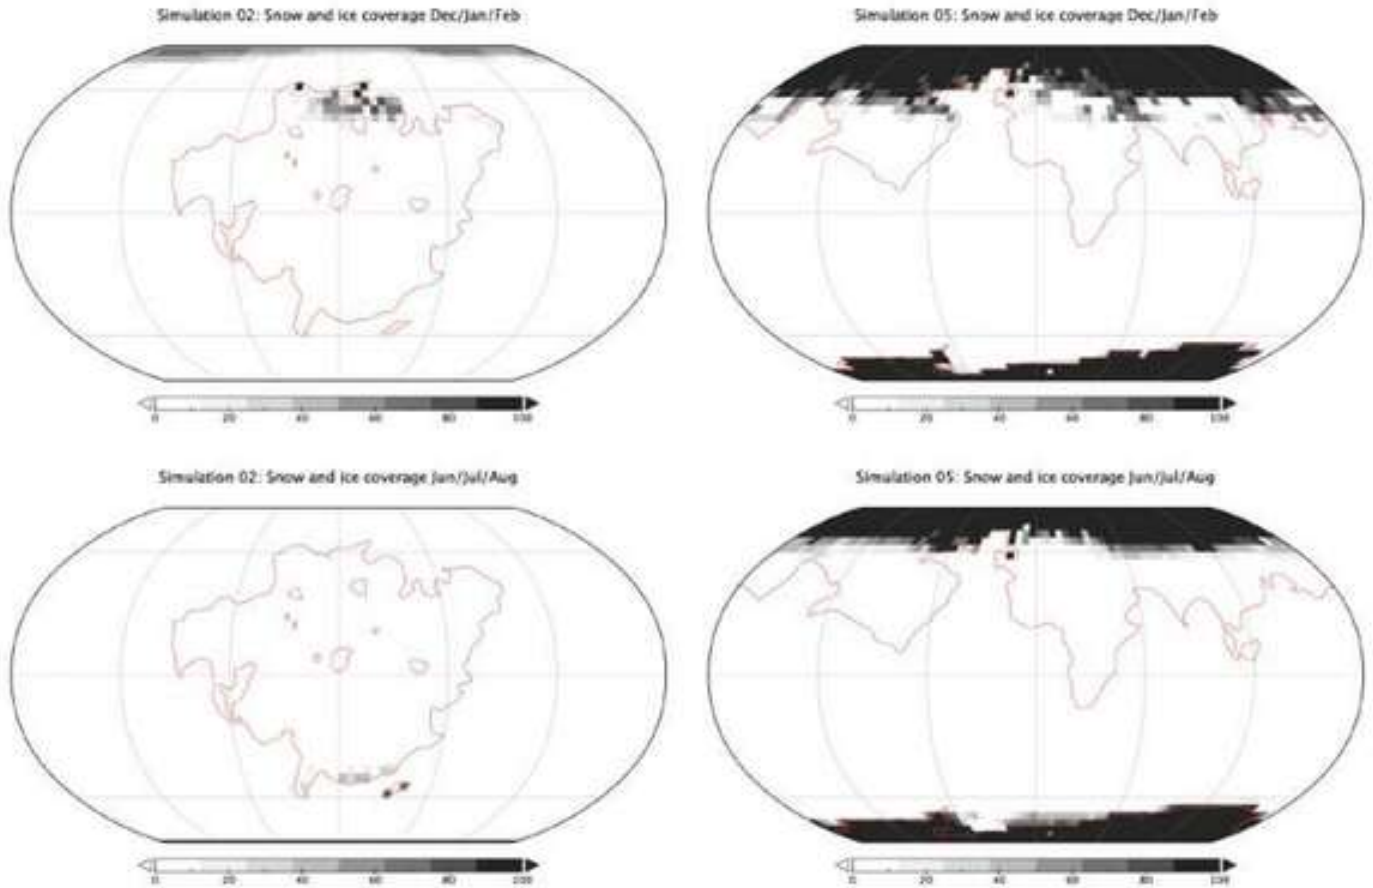 Simulation 02: Snow and ice coverage Dec/Jan/Feb
Simulation 05: Snow and ice coverage Dec/Jan/Feb
0 20 40 60 80 100
0 20 40 60 80 100
Simulation 02: Snow and ice coverage Jun/Jul/Aug
Simulation 05: Snow and ice coverage Jun/Jul/Aug
0 20 40 60 80 100
0 20 40 60 80 100